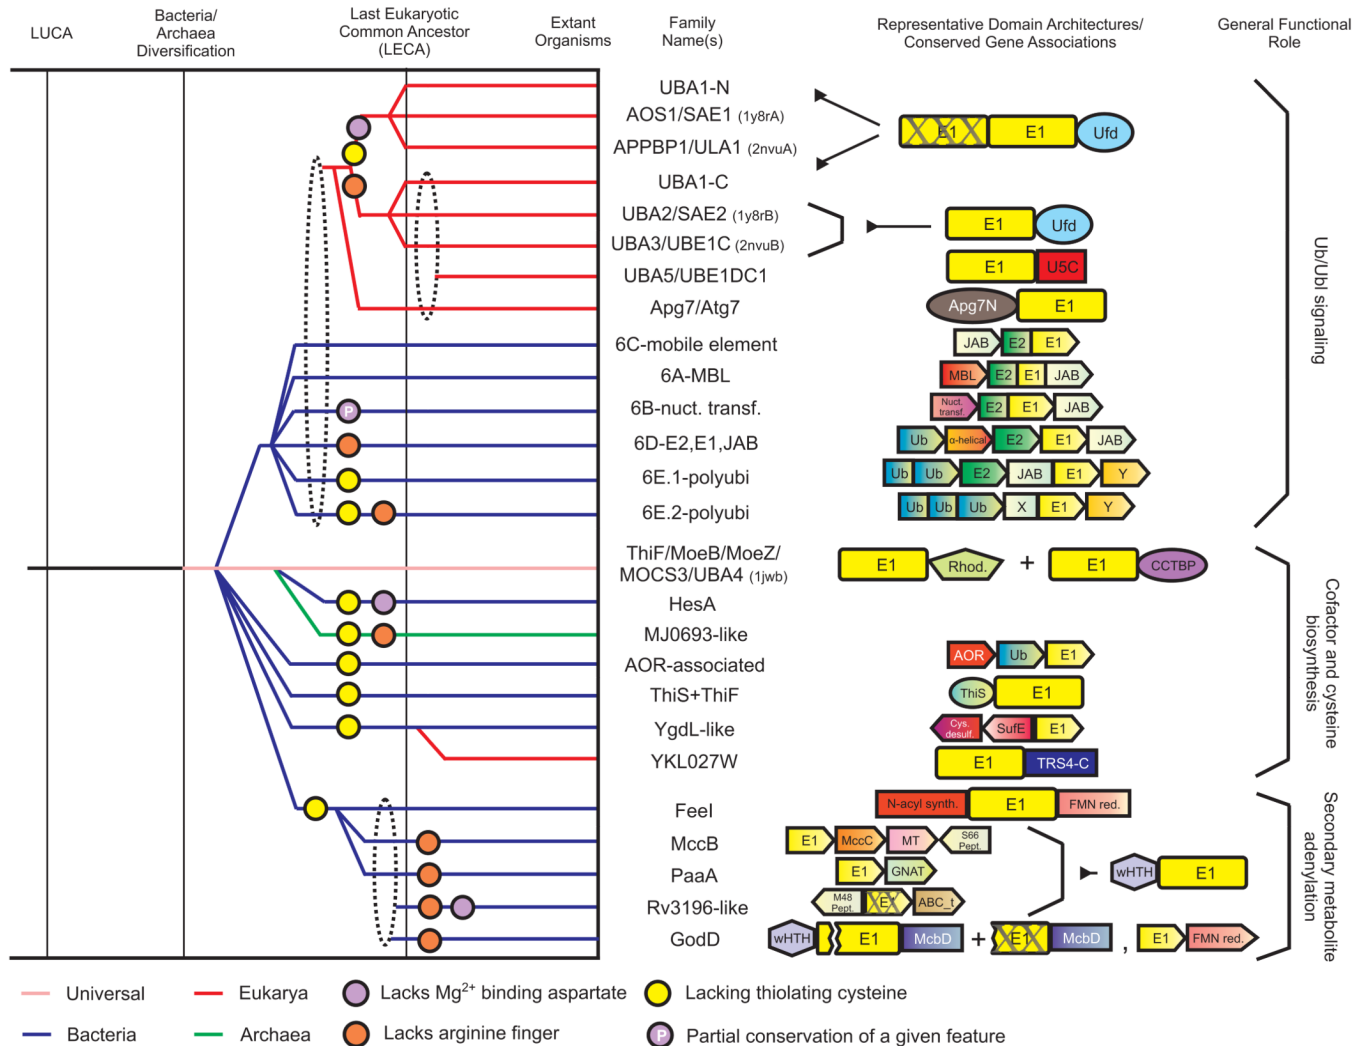 LUCA
Bacteria/
Archaea
Diversification
Last Eukaryotic
Common Ancestor
(LECA)
Extant
Organisms
Family
Name(s)
Representative Domain Architectures/
Conserved Gene Associations
General Functional
Role
UBA1-N
AOS1/SAE1 (1y8rA)
E1 E1 Ufd
APPBP1/ULA1 (2nvuA)
UBA1-C
UBA2/SAE2 (1y8rB)
E1 Ufd
UBA3/UBE1C (2nvuB)
UBA5/UBE1DC1
E1 U5C
Apg7/Atg7
Apg7N E1
6C-mobile element
JAB E2 E1
6A-MBL
MBL E2 E1 JAB
P
6B-nuct. transf.
Nuct.
transf. E2 E1 JAB
6D-E2,E1,JAB
Ub α-helical E2 E1 JAB
6E.1-polyubi
Ub Ub E2 JAB E1 Y
6E.2-polyubi
Ub Ub Ub X E1 Y
Ub/Ubl signaling
ThiF/MoeB/MoeZ/
MOCS3/UBA4 (1jwb)
E1 Rhod. + E1 CCTBP
HesA
MJ0693-like
AOR-associated
AOR Ub E1
ThiS+ThiF
ThiS E1
YgdL-like
Cys.
desulf. SufE E1
YKL027W
E1 TRS4-C
Cofactor and cysteine
biosynthesis
FeeI
N-acyl synth. E1 FMN red.
MccB
E1 MccC MT S66
Pept.
PaaA
E1 GNAT
wHTH E1
Rv3196-like
M48
Pept. E1 ABC_t
GodD
wHTH E1 McbD + E1 McbD , E1 FMN red.
Secondary metabolite
adenylation
Universal
Eukarya
Lacks Mg2+ binding aspartate
Lacking thiolating cysteine
Bacteria
Archaea
Lacks arginine finger
P Partial conservation of a given feature